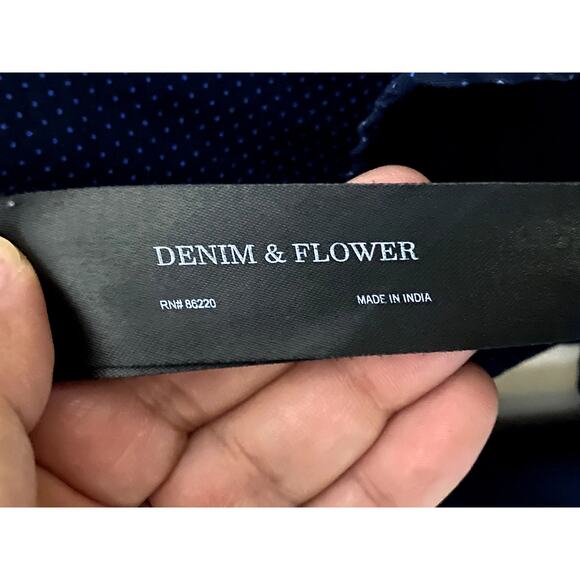 DENIM & FLOWER
RN# 86220 MADE IN INDIA